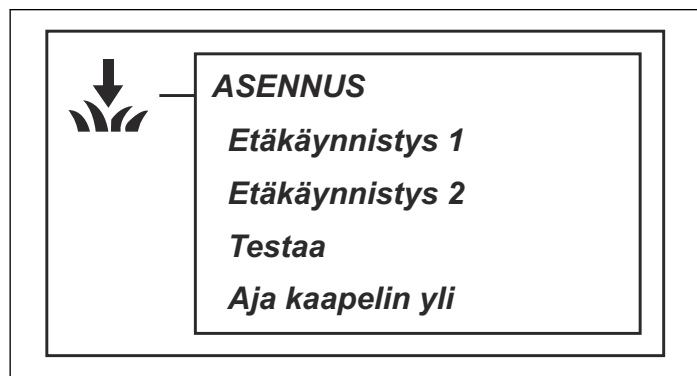 ASENNUS
Etäkäynnistys 1
Etäkäynnistys 2
Testaa
Aja kaapelin yli